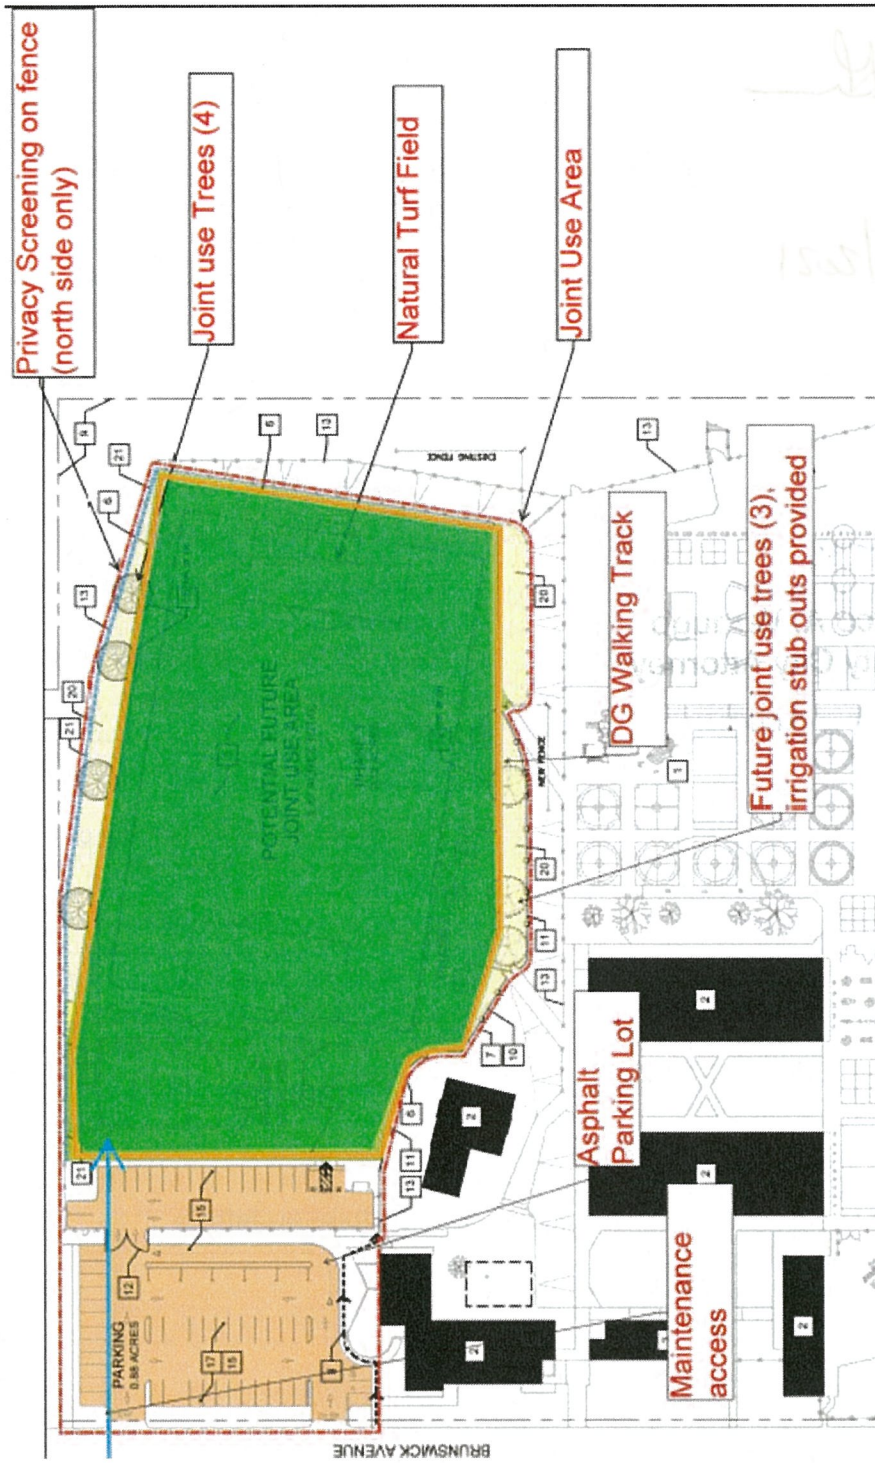 Privacy Screening on fence
(north side only)
Joint use Trees (4)
Natural Turf Field
Joint Use Area
DG Walking Track
Future joint use trees (3),
irrigation stub outs provided
Asphalt
Parking Lot
Maintenance
access
POTENTIAL FUTURE
JOINT USE AREA
EXISTING FENCE
NEW FENCE
PARKING
0.88 ACRES
BRUNSWICK AVENUE
9
21
6
13
20
21
6
13
13
20
1
20
11
13
10
7
6
11
13
2
2
2
21
15
12
17
15
2
2